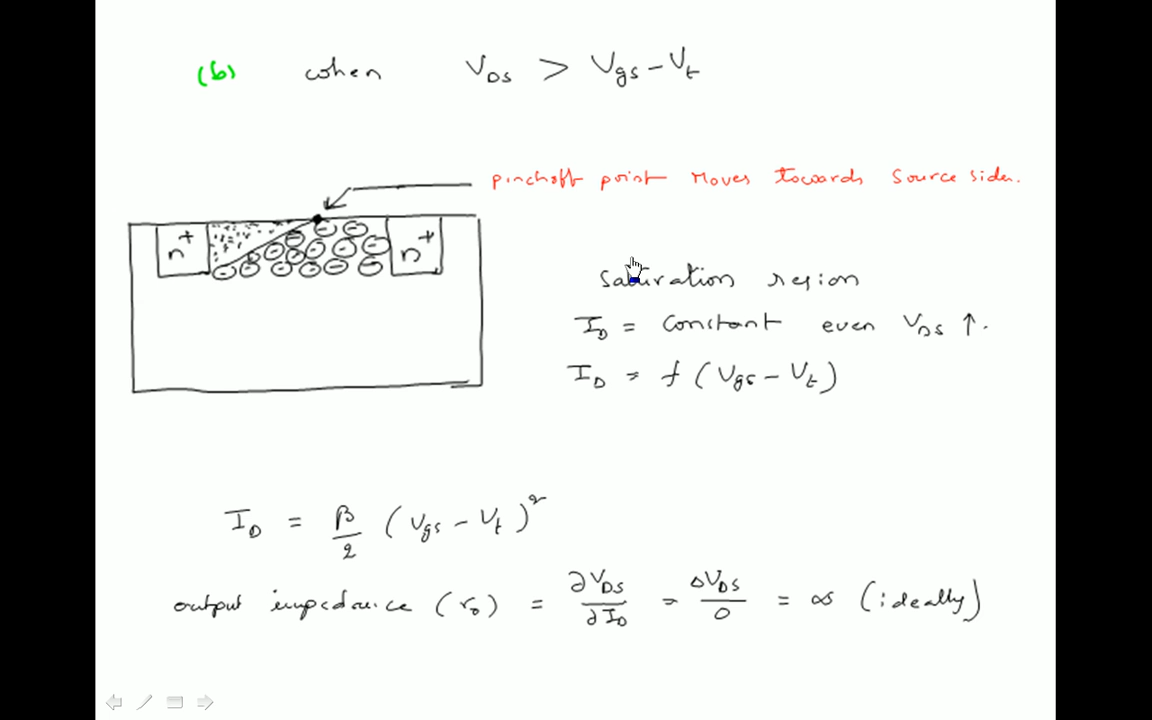 (b) when V_DS > V_gs - V_t
pinchoff point moves towards source side.
n+ n+
saturation region
I_D = constant even V_DS ↑.
I_D = f (V_gs - V_t)
I_D = β/2 (V_gs - V_t)^2
output impedance (r_0) = ∂V_DS/∂I_D = ΔV_DS/0 = ∞ (ideally)